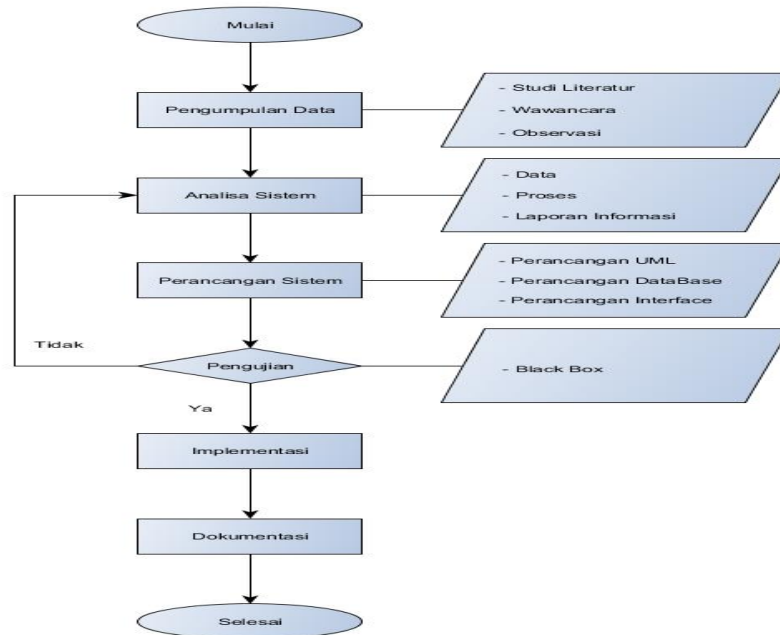 Mulai
Pengumpulan Data
- Studi Literatur
- Wawancara
- Observasi
Analisa Sistem
- Data
- Proses
- Laporan Informasi
Perancangan Sistem
- Perancangan UML
- Perancangan DataBase
- Perancangan Interface
Tidak
Pengujian
- Black Box
Ya
Implementasi
Dokumentasi
Selesai